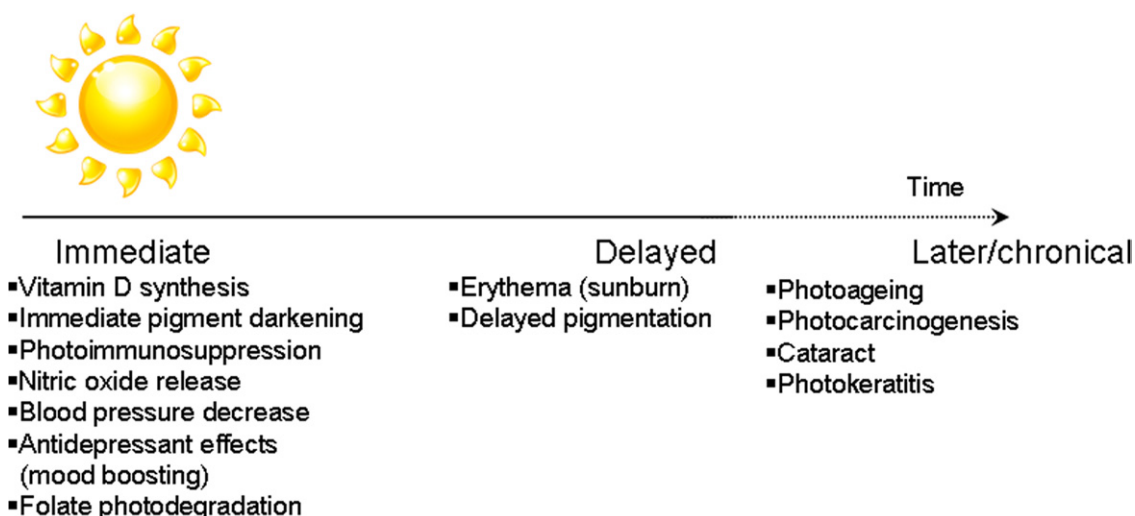 Time
Immediate
▪Vitamin D synthesis
▪Immediate pigment darkening
▪Photoimmunosuppression
▪Nitric oxide release
▪Blood pressure decrease
▪Antidepressant effects
(mood boosting)
▪Folate photodegradation
Delayed
▪Erythema (sunburn)
▪Delayed pigmentation
Later/chronical
▪Photoageing
▪Photocarcinogenesis
▪Cataract
▪Photokeratitis